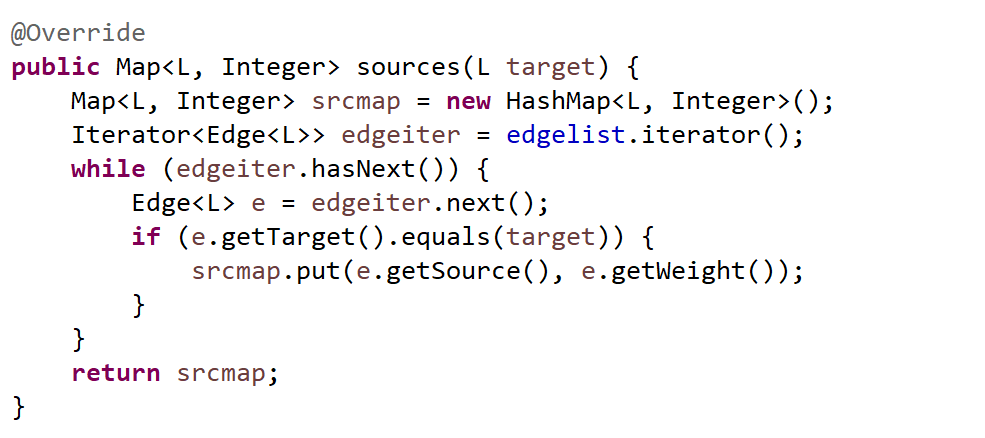 @Override
public Map<L, Integer> sources(L target) {
    Map<L, Integer> srcmap = new HashMap<L, Integer>();
    Iterator<Edge<L>> edgeiter = edgelist.iterator();
    while (edgeiter.hasNext()) {
        Edge<L> e = edgeiter.next();
        if (e.getTarget().equals(target)) {
            srcmap.put(e.getSource(), e.getWeight());
        }
    }
    return srcmap;
}